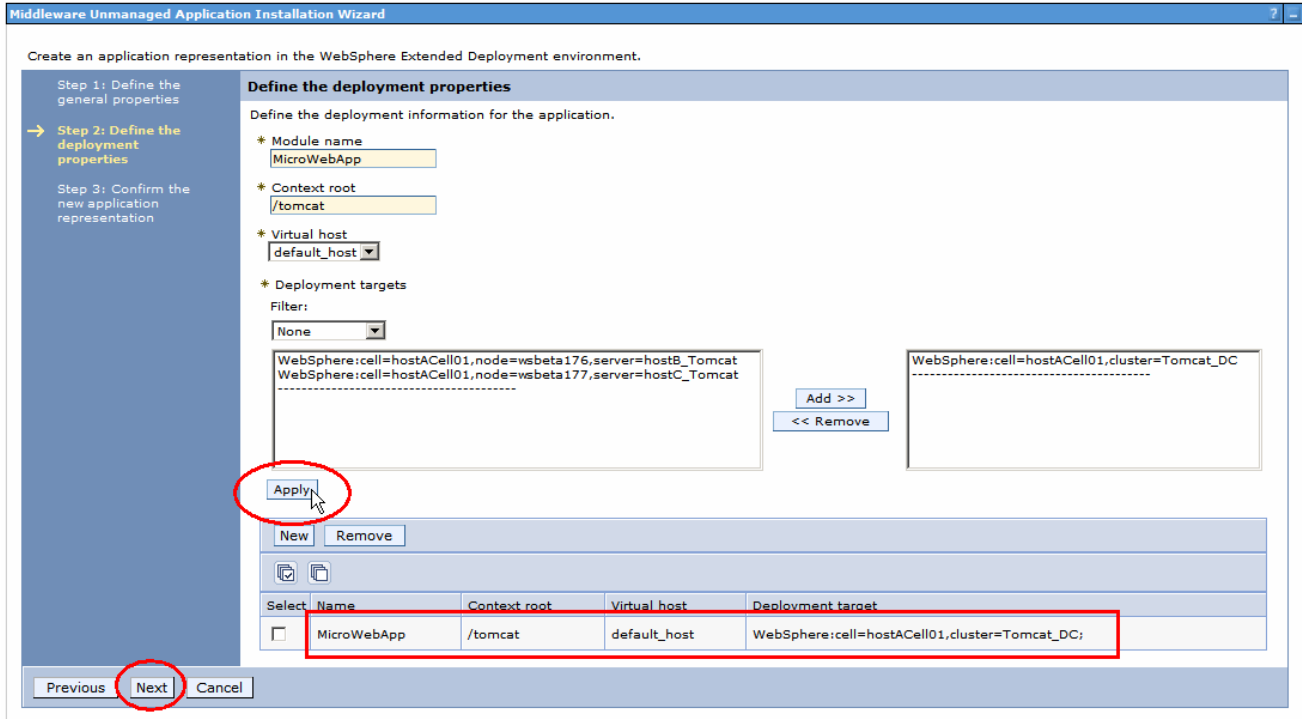 Middleware Unmanaged Application Installation Wizard ? _
Create an application representation in the WebSphere Extended Deployment environment.
Step 1: Define the
general properties
Step 2: Define the
deployment
properties
Step 3: Confirm the
new application
representation
Define the deployment properties
Define the deployment information for the application.
* Module name
MicroWebApp
* Context root
/tomcat
* Virtual host
default_host
* Deployment targets
Filter:
None
WebSphere:cell=hostACell01,node=wsbeta176,server=hostB_Tomcat
WebSphere:cell=hostACell01,node=wsbeta177,server=hostC_Tomcat
----------------------------------------
Add >>
<< Remove
WebSphere:cell=hostACell01,cluster=Tomcat_DC
----------------------------------------
Apply
New Remove
Select Name Context root Virtual host Deployment target
MicroWebApp /tomcat default_host WebSphere:cell=hostACell01,cluster=Tomcat_DC;
Previous Next Cancel